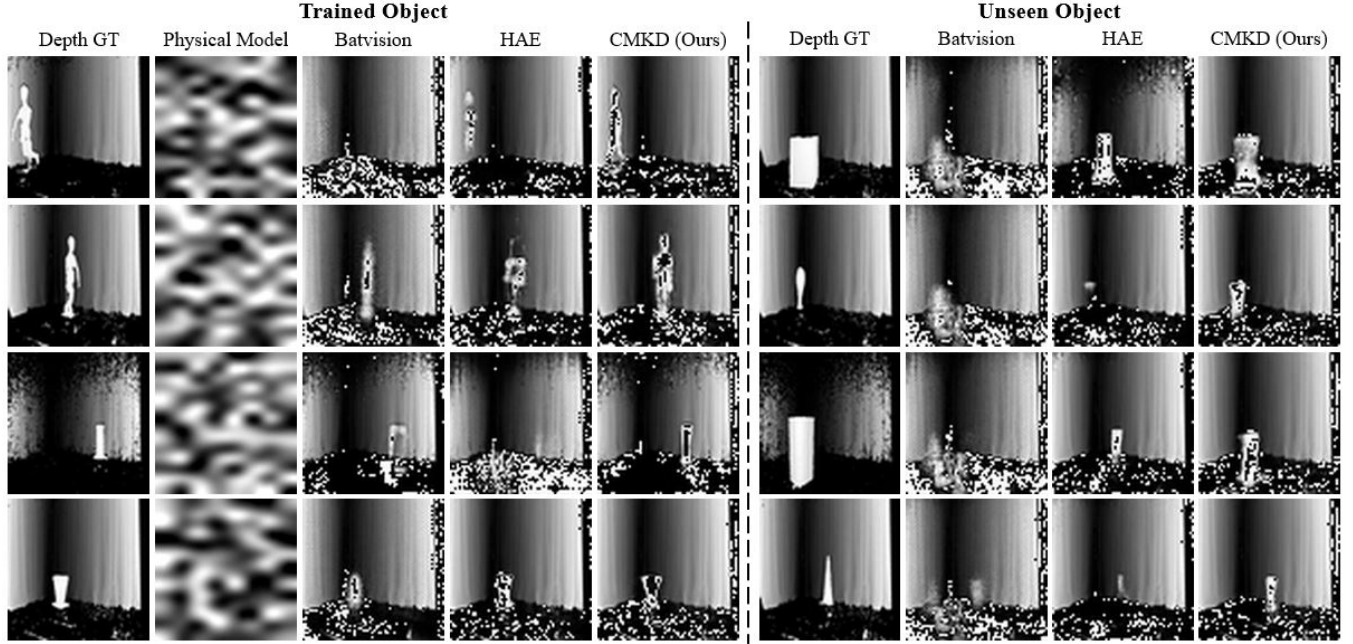 Trained Object
Unseen Object
Depth GT
Physical Model
Batvision
HAE
CMKD (Ours)
Depth GT
Batvision
HAE
CMKD (Ours)